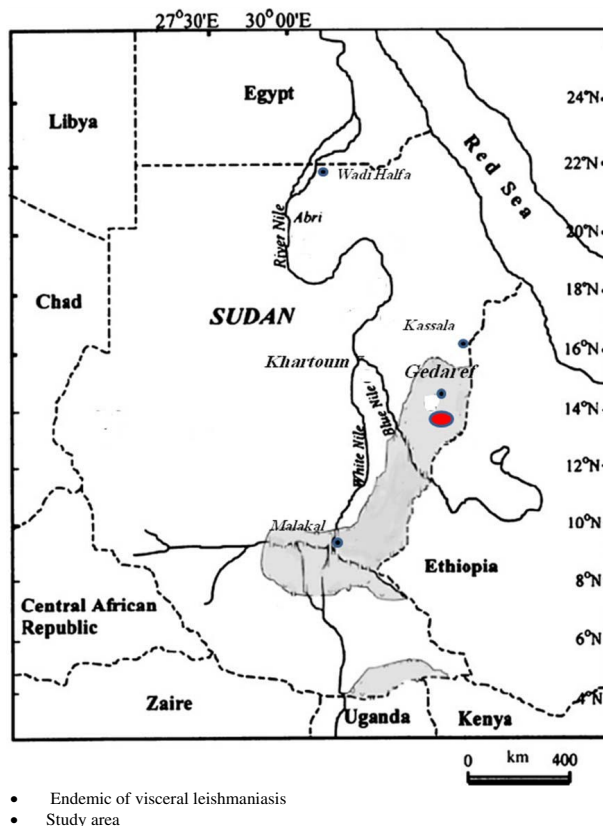 27°30'E 30°00'E
Egypt
24°N
Libya
22°N
Wadi Halfa
Red Sea
River Nile
Abri
20°N
Chad
18°N
SUDAN
Kassala
16°N
Khartoum
Gedaref
Blue Nile
14°N
White Nile
12°N
Malakal
10°N
Ethiopia
8°N
Central African
Republic
6°N
Zaire
Uganda
Kenya
4°N
km
0 400
• Endemic of visceral leishmaniasis
• Study area